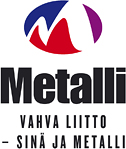 Metalli
VAHVA LIITTO
– SINÄ JA METALLI